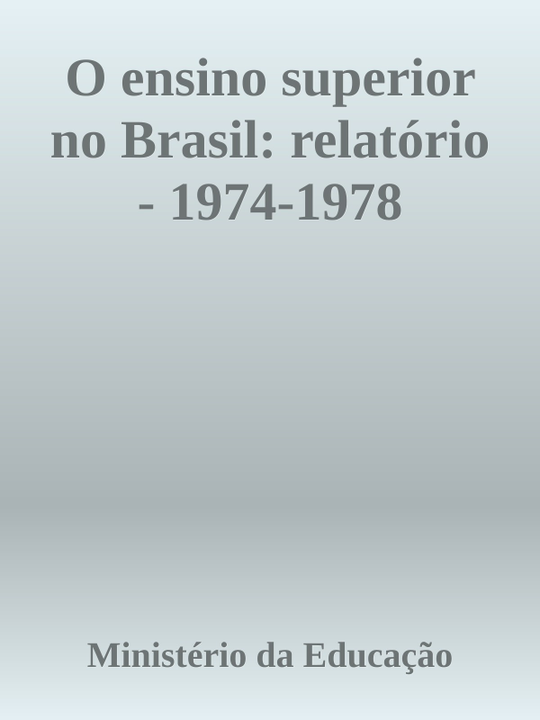 O ensino superior
no Brasil: relatório
- 1974-1978
Ministério da Educação